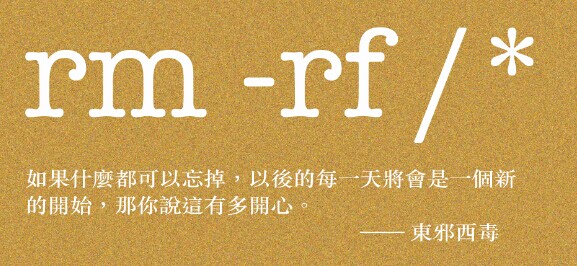 rm -rf /*
如果什麼都可以忘掉，以後的每一天將會是一個新
的開始，那你說這有多開心。
—— 東邪西毒